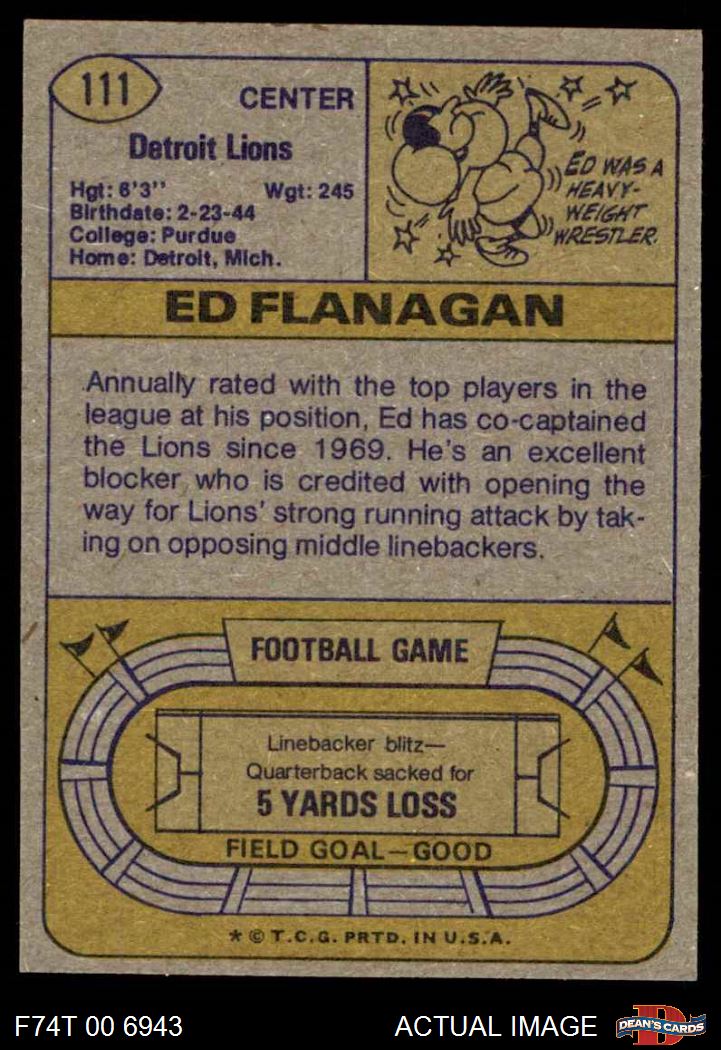 111
CENTER
Detroit Lions
Hgt: 6'3" Wgt: 245
Birthdate: 2-23-44
College: Purdue
Home: Detroit, Mich.
ED WAS A
HEAVY-
WEIGHT
WRESTLER.
ED FLANAGAN
Annually rated with the top players in the
league at his position, Ed has co-captained
the Lions since 1969. He's an excellent
blocker who is credited with opening the
way for Lions' strong running attack by tak-
ing on opposing middle linebackers.
FOOTBALL GAME
Linebacker blitz—
Quarterback sacked for
5 YARDS LOSS
FIELD GOAL—GOOD
* © T.C.G. PRTD. IN U.S.A.
F74T 00 6943 ACTUAL IMAGE
DEAN'S CARDS